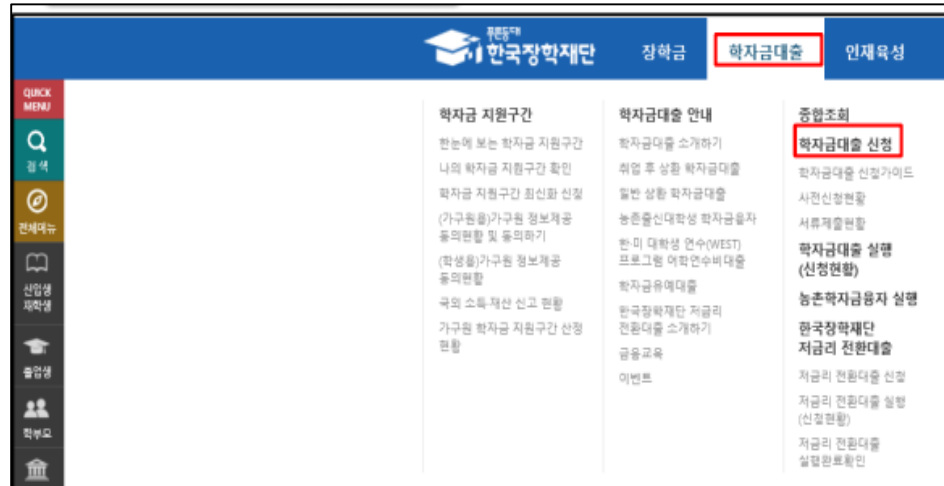 푸른등대
한국장학재단
장학금
학자금대출
인재육성
QUICK
MENU
검색
전체메뉴
신입생
재학생
졸업생
학부모
학자금 지원구간
한눈에 보는 학자금 지원구간
나의 학자금 지원구간 확인
학자금 지원구간 최신화 신청
(가구원용)가구원 정보제공
동의현황 및 동의하기
(학생용)가구원 정보제공
동의현황
국외 소득·재산 신고 현황
가구원 학자금 지원구간 산정
현황
학자금대출 안내
학자금대출 소개하기
취업 후 상환 학자금대출
일반 상환 학자금대출
농촌출신대학생 학자금융자
한·미 대학생 연수(WEST)
프로그램 어학연수비대출
학자금유예대출
한국장학재단 저금리
전환대출 소개하기
금융교육
이벤트
종합조회
학자금대출 신청
학자금대출 신청가이드
사전신청현황
서류제출현황
학자금대출 실행
(신청현황)
농촌학자금융자 실행
한국장학재단
저금리 전환대출
저금리 전환대출 신청
저금리 전환대출 실행
(신청현황)
저금리 전환대출
실행완료확인